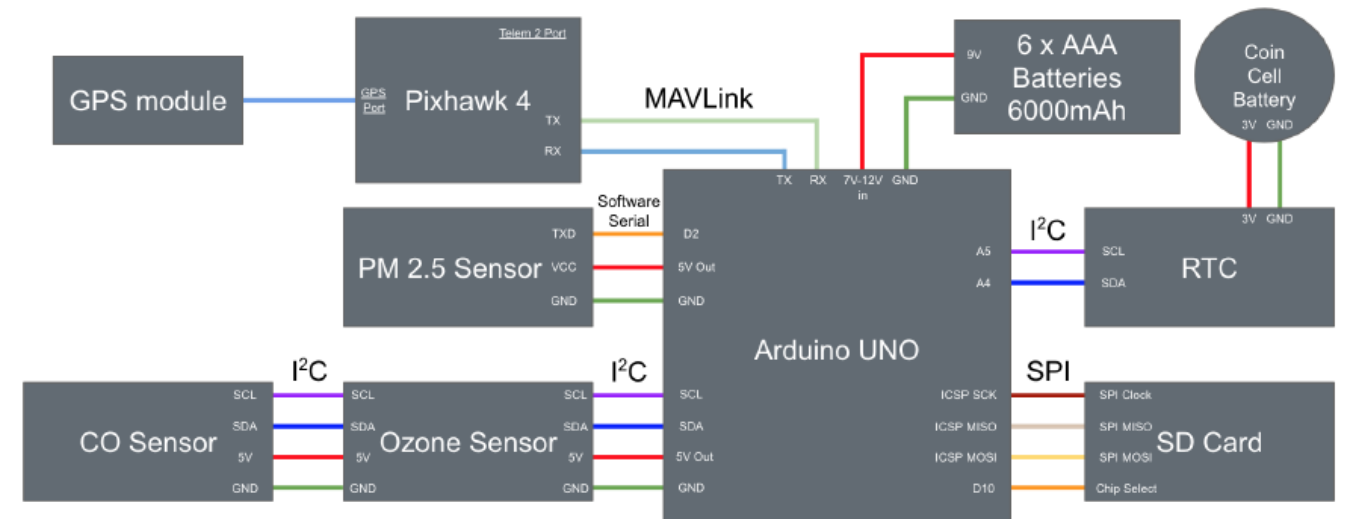 Telem 2 Port
GPS module
GPS
Port
Pixhawk 4
TX
RX
MAVLink
9V
GND
6 x AAA
Batteries
6000mAh
Coin
Cell
Battery
3V GND
TX RX 7V-12V
in
GND
Software
Serial
PM 2.5 Sensor
TXD
VCC
GND
D2
5V Out
GND
Arduino UNO
A5
A4
I²C
3V GND
SCL
SDA
RTC
CO Sensor
SCL
SDA
5V
GND
I²C
SCL
SDA
5V
GND
Ozone Sensor
SCL
SDA
5V
GND
I²C
SCL
SDA
5V Out
GND
ICSP SCK
ICSP MISO
ICSP MOSI
D10
SPI
SPI Clock
SPI MISO
SPI MOSI
Chip Select
SD Card